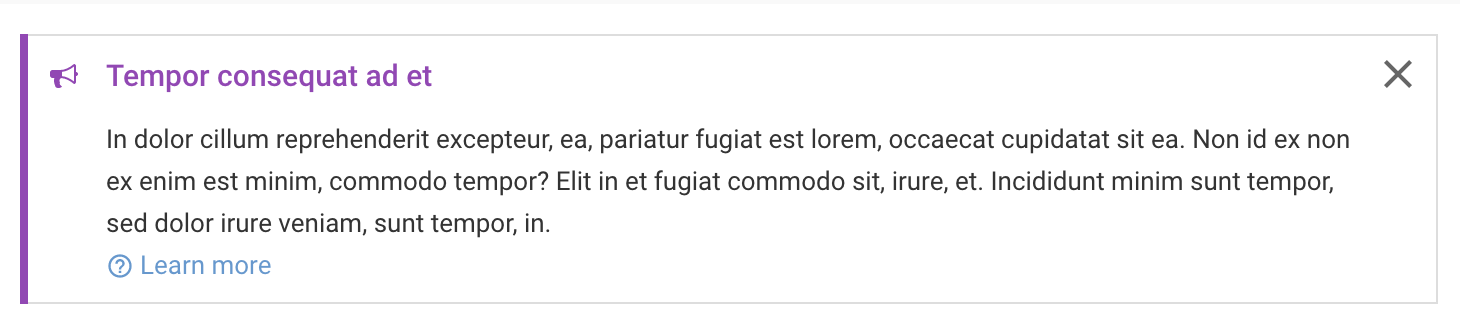 Tempor consequat ad et
In dolor cillum reprehenderit excepteur, ea, pariatur fugiat est lorem, occaecat cupidatat sit ea. Non id ex non
ex enim est minim, commodo tempor? Elit in et fugiat commodo sit, irure, et. Incididunt minim sunt tempor,
sed dolor irure veniam, sunt tempor, in.
Learn more